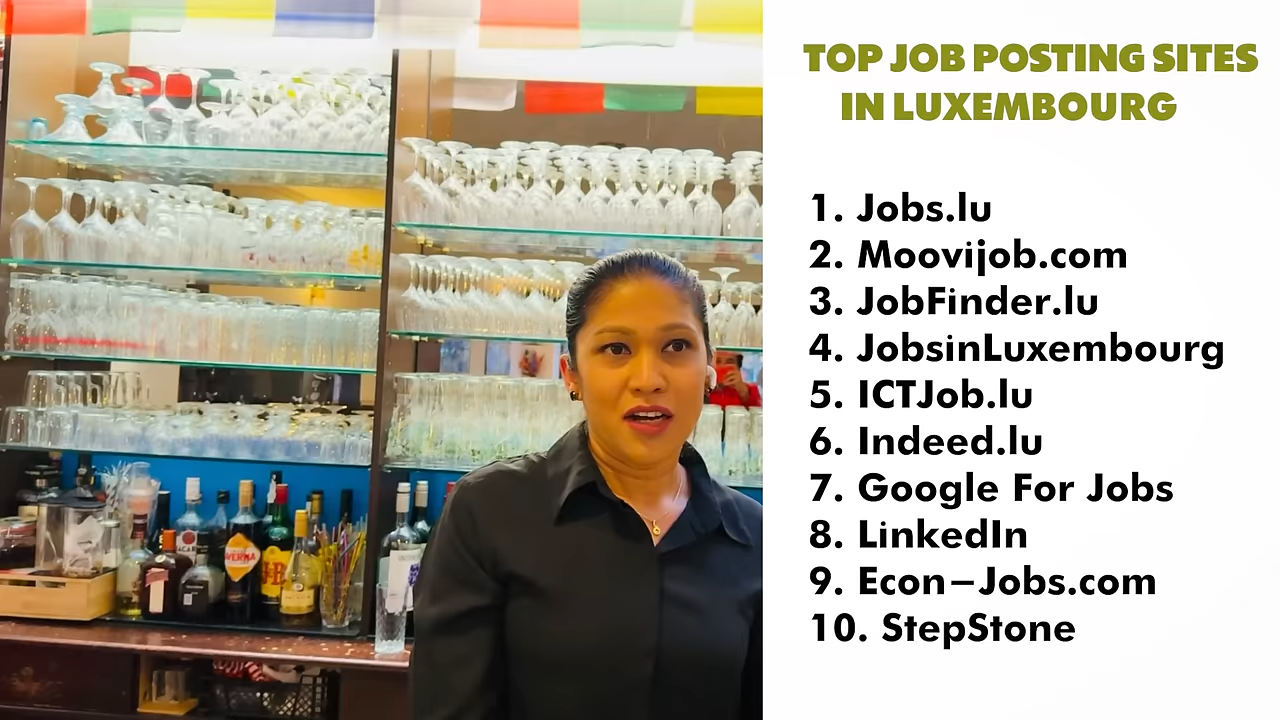 TOP JOB POSTING SITES
IN LUXEMBOURG
1. Jobs.lu
2. Moovijob.com
3. JobFinder.lu
4. JobsinLuxembourg
5. ICTJob.lu
6. Indeed.lu
7. Google For Jobs
8. LinkedIn
9. Econ–Jobs.com
10. StepStone